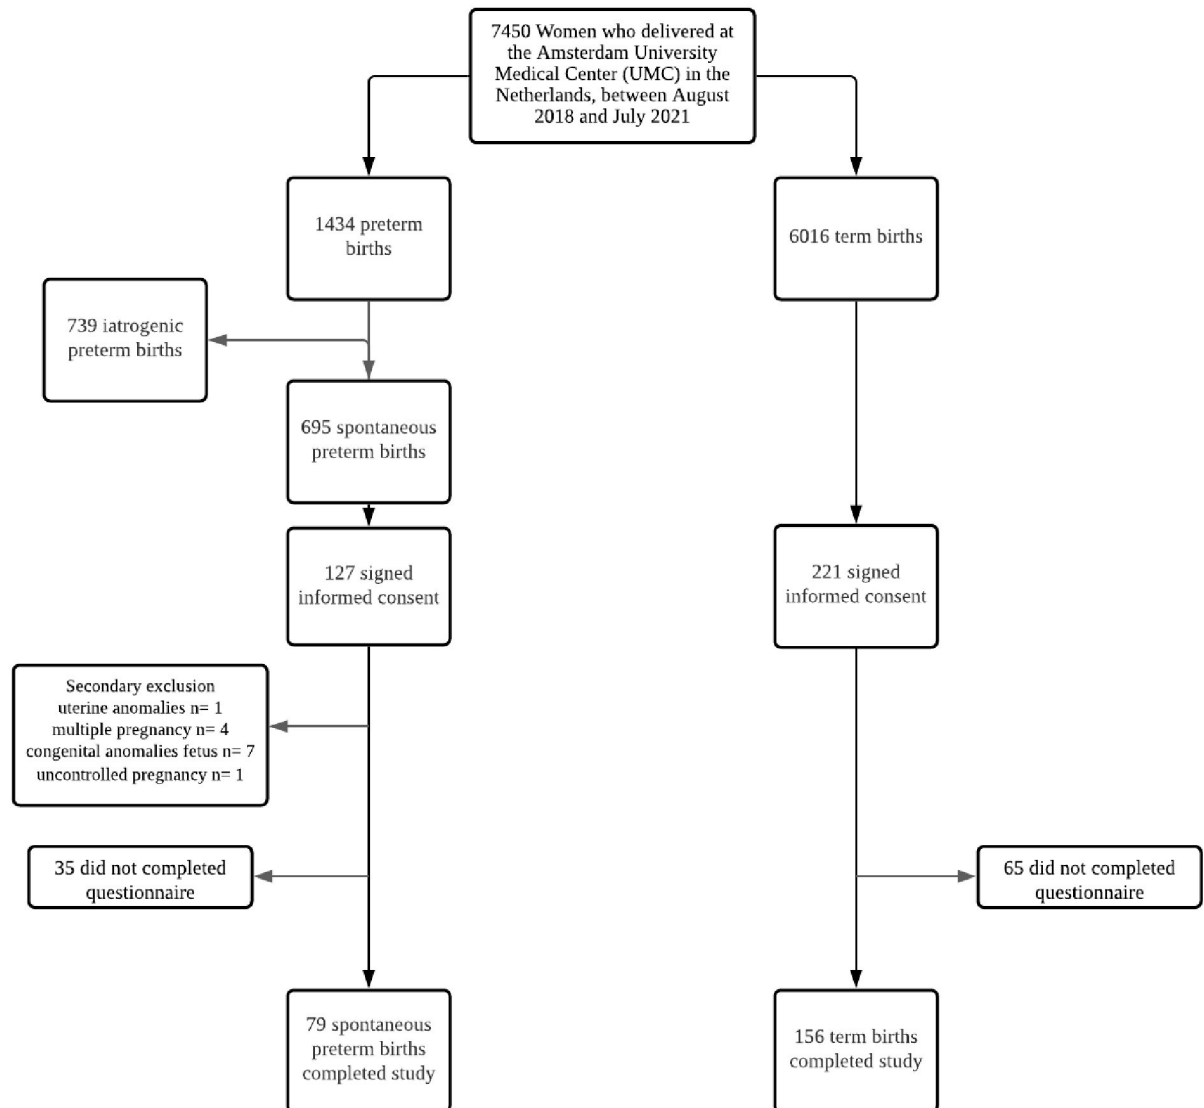 7450 Women who delivered at
the Amsterdam University
Medical Center (UMC) in the
Netherlands, between August
2018 and July 2021
1434 preterm
births
6016 term births
739 iatrogenic
preterm births
695 spontaneous
preterm births
127 signed
informed consent
221 signed
informed consent
Secondary exclusion
uterine anomalies n= 1
multiple pregnancy n= 4
congenital anomalies fetus n= 7
uncontrolled pregnancy n= 1
35 did not completed
questionnaire
65 did not completed
questionnaire
79 spontaneous
preterm births
completed study
156 term births
completed study